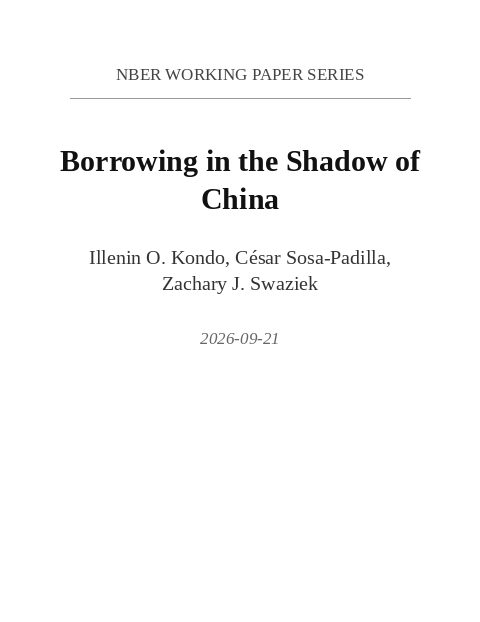 NBER WORKING PAPER SERIES
Borrowing in the Shadow of
China
Illenin O. Kondo, César Sosa-Padilla,
Zachary J. Swaziek
2026-09-21